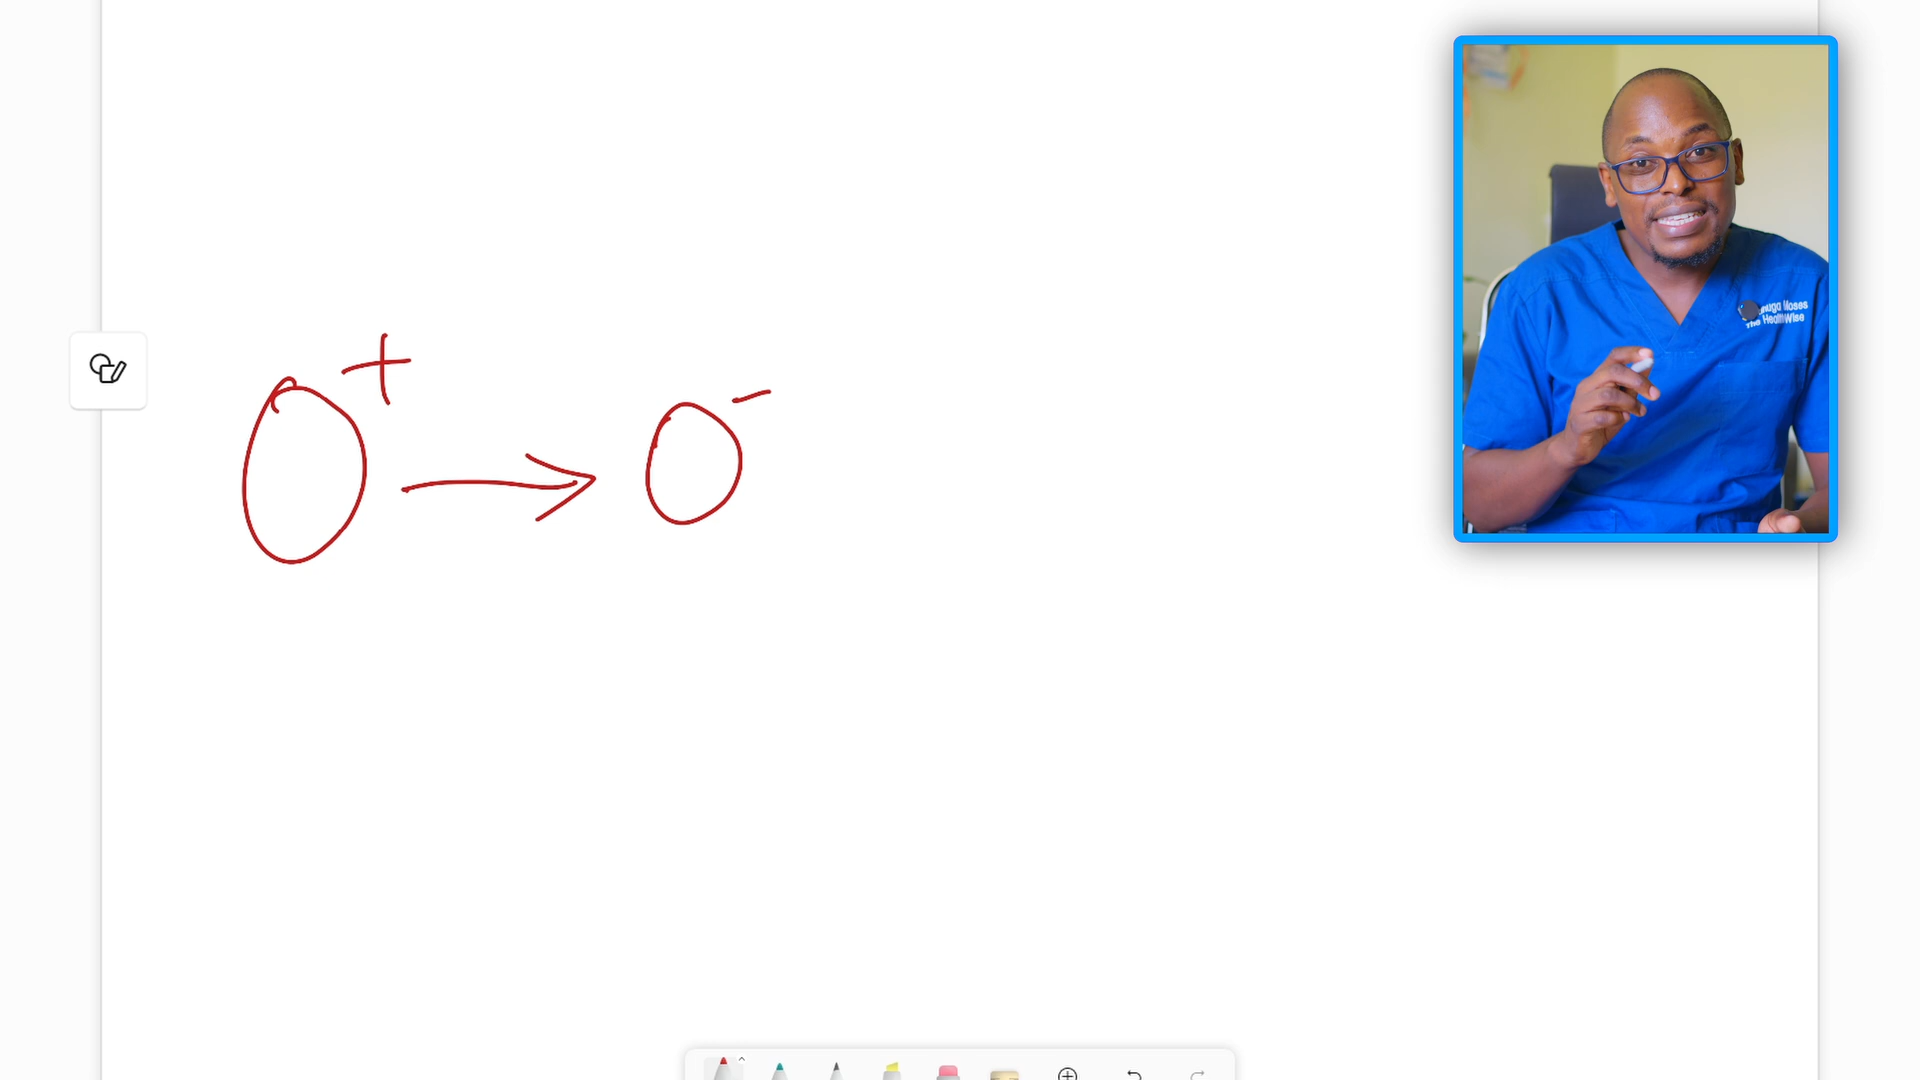 O+ → O-
Moses
The HealthWise